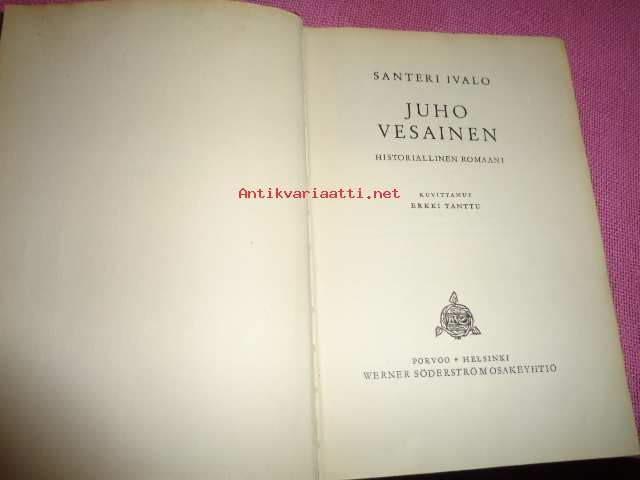 SANTERI IVALO
JUHO
VESAINEN
HISTORIALLINEN ROMAANI
Antikvariaatti.net
KUVITTANUT
ERKKI TANTTU
PORVOO • HELSINKI
WERNER SÖDERSTRÖM OSAKEYHTIÖ